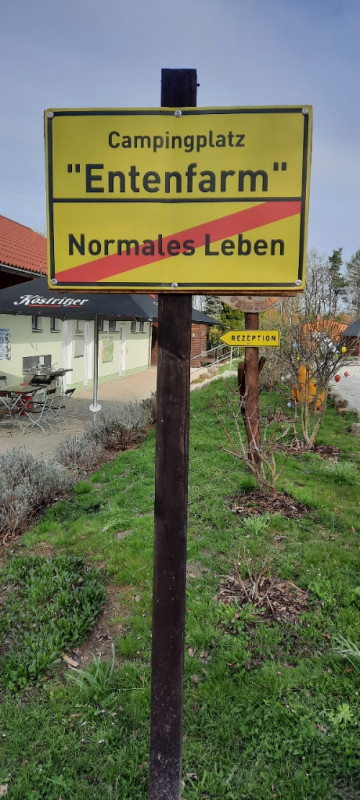 Campingplatz
"Entenfarm"
Normales Leben
Köstritzer
REZEPTION